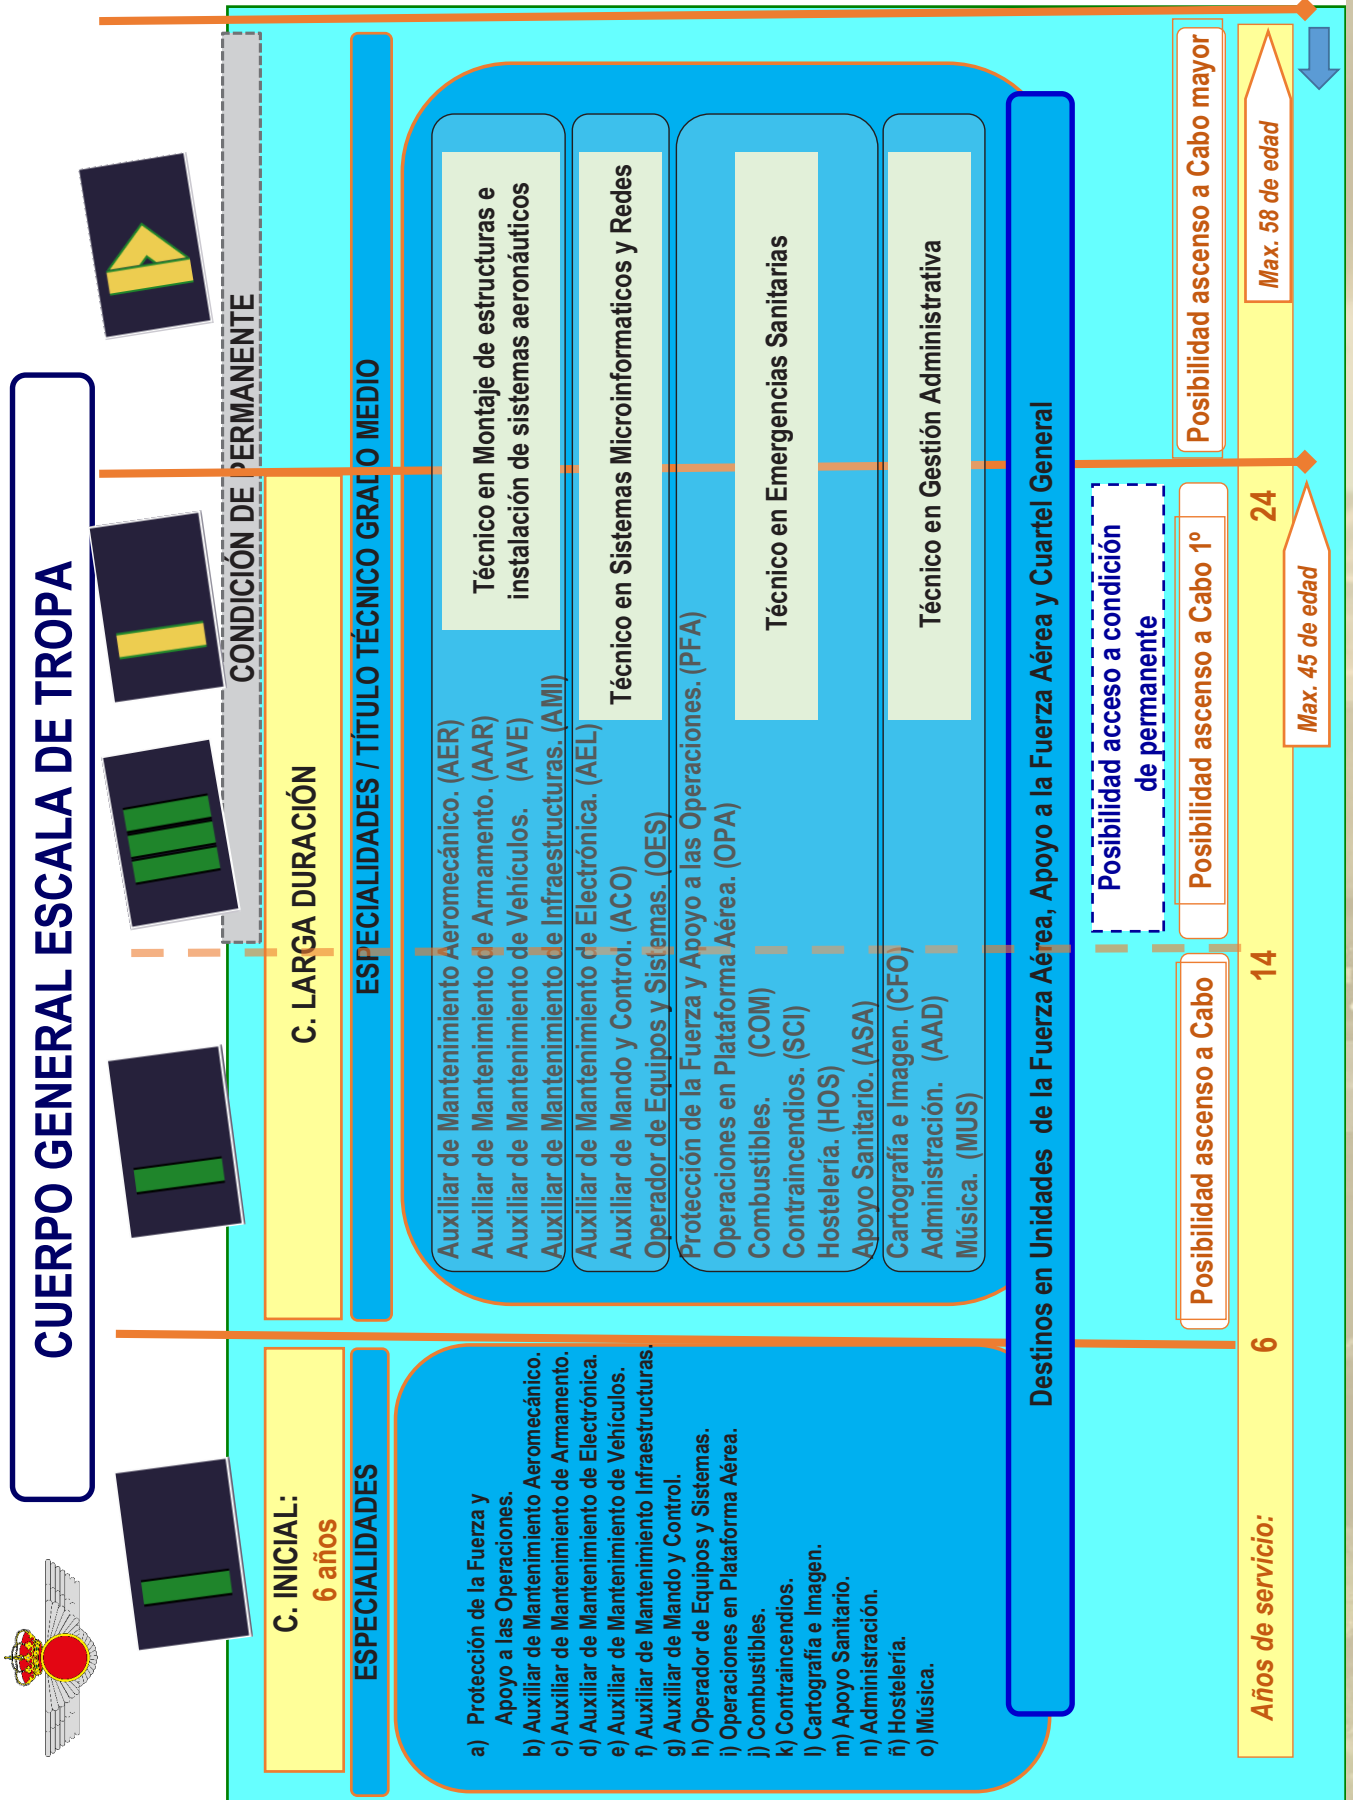 CUERPO GENERAL ESCALA DE TROPA
CONDICIÓN DE PERMANENTE
C. INICIAL:
6 años
C. LARGA DURACIÓN
ESPECIALIDADES
ESPECIALIDADES / TÍTULO TÉCNICO GRADO MEDIO
a) Protección de la Fuerza y
Apoyo a las Operaciones.
b) Auxiliar de Mantenimiento Aeromecánico.
c) Auxiliar de Mantenimiento de Armamento.
d) Auxiliar de Mantenimiento de Electrónica.
e) Auxiliar de Mantenimiento de Vehículos.
f) Auxiliar de Mantenimiento Infraestructuras.
g) Auxiliar de Mando y Control.
h) Operador de Equipos y Sistemas.
i) Operaciones en Plataforma Aérea.
j) Combustibles.
k) Contraincendios.
l) Cartografía e Imagen.
m) Apoyo Sanitario.
n) Administración.
ñ) Hostelería.
o) Música.
Auxiliar de Mantenimiento Aeromecánico. (AER)
Auxiliar de Mantenimiento de Armamento. (AAR)
Auxiliar de Mantenimiento de Vehículos. (AVE)
Auxiliar de Mantenimiento de Infraestructuras. (AMI)
Auxiliar de Mantenimiento de Electrónica. (AEL)
Auxiliar de Mando y Control. (ACO)
Operador de Equipos y Sistemas. (OES)
Protección de la Fuerza y Apoyo a las Operaciones. (PFA)
Operaciones en Plataforma Aérea. (OPA)
Combustibles. (COM)
Contraincendios. (SCI)
Hostelería. (HOS)
Apoyo Sanitario. (ASA)
Cartografía e Imagen. (CFO)
Administración. (AAD)
Música. (MUS)
Técnico en Montaje de estructuras e
instalación de sistemas aeronáuticos
Técnico en Sistemas Microinformaticos y Redes
Técnico en Emergencias Sanitarias
Técnico en Gestión Administrativa
Destinos en Unidades de la Fuerza Aérea, Apoyo a la Fuerza Aérea y Cuartel General
Posibilidad acceso a condición
de permanente
Posibilidad ascenso a Cabo
Posibilidad ascenso a Cabo 1º
Posibilidad ascenso a Cabo mayor
Años de servicio:
6
14
24
Max. 58 de edad
Max. 45 de edad